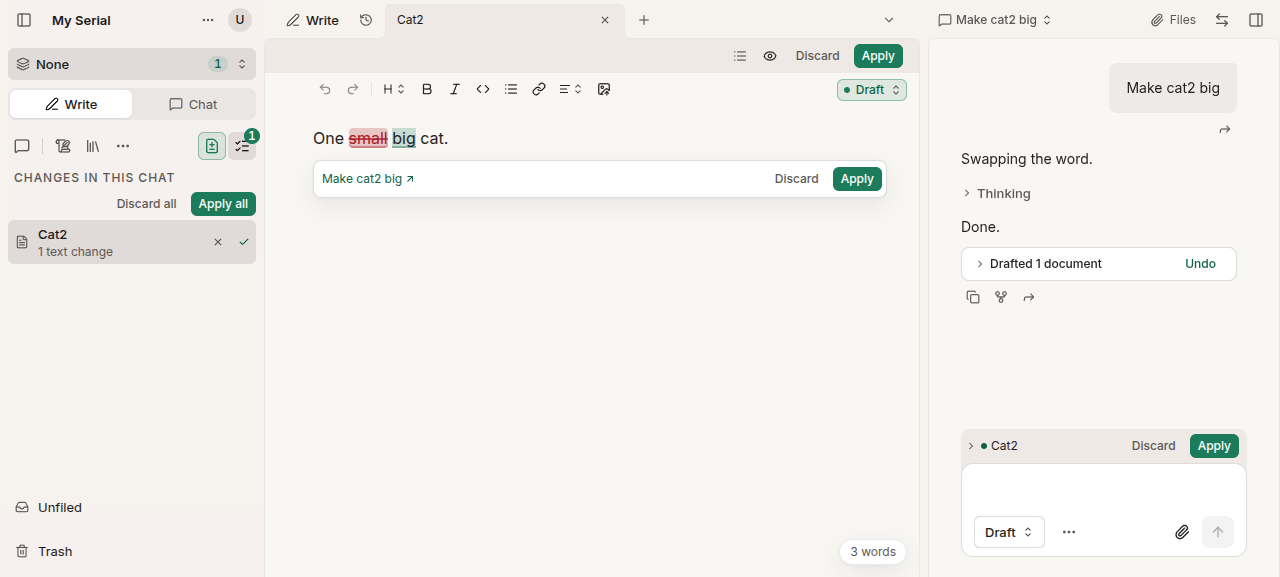 My Serial
U
None
1
Write
Chat
1
CHANGES IN THIS CHAT
Discard all
Apply all
Cat2
1 text change
Unfiled
Trash
Write
Cat2
Discard
Apply
H
B
I
Draft
One small big cat.
Make cat2 big
Discard
Apply
3 words
Make cat2 big
Files
Make cat2 big
Swapping the word.
Thinking
Done.
Drafted 1 document
Undo
Cat2
Discard
Apply
Draft